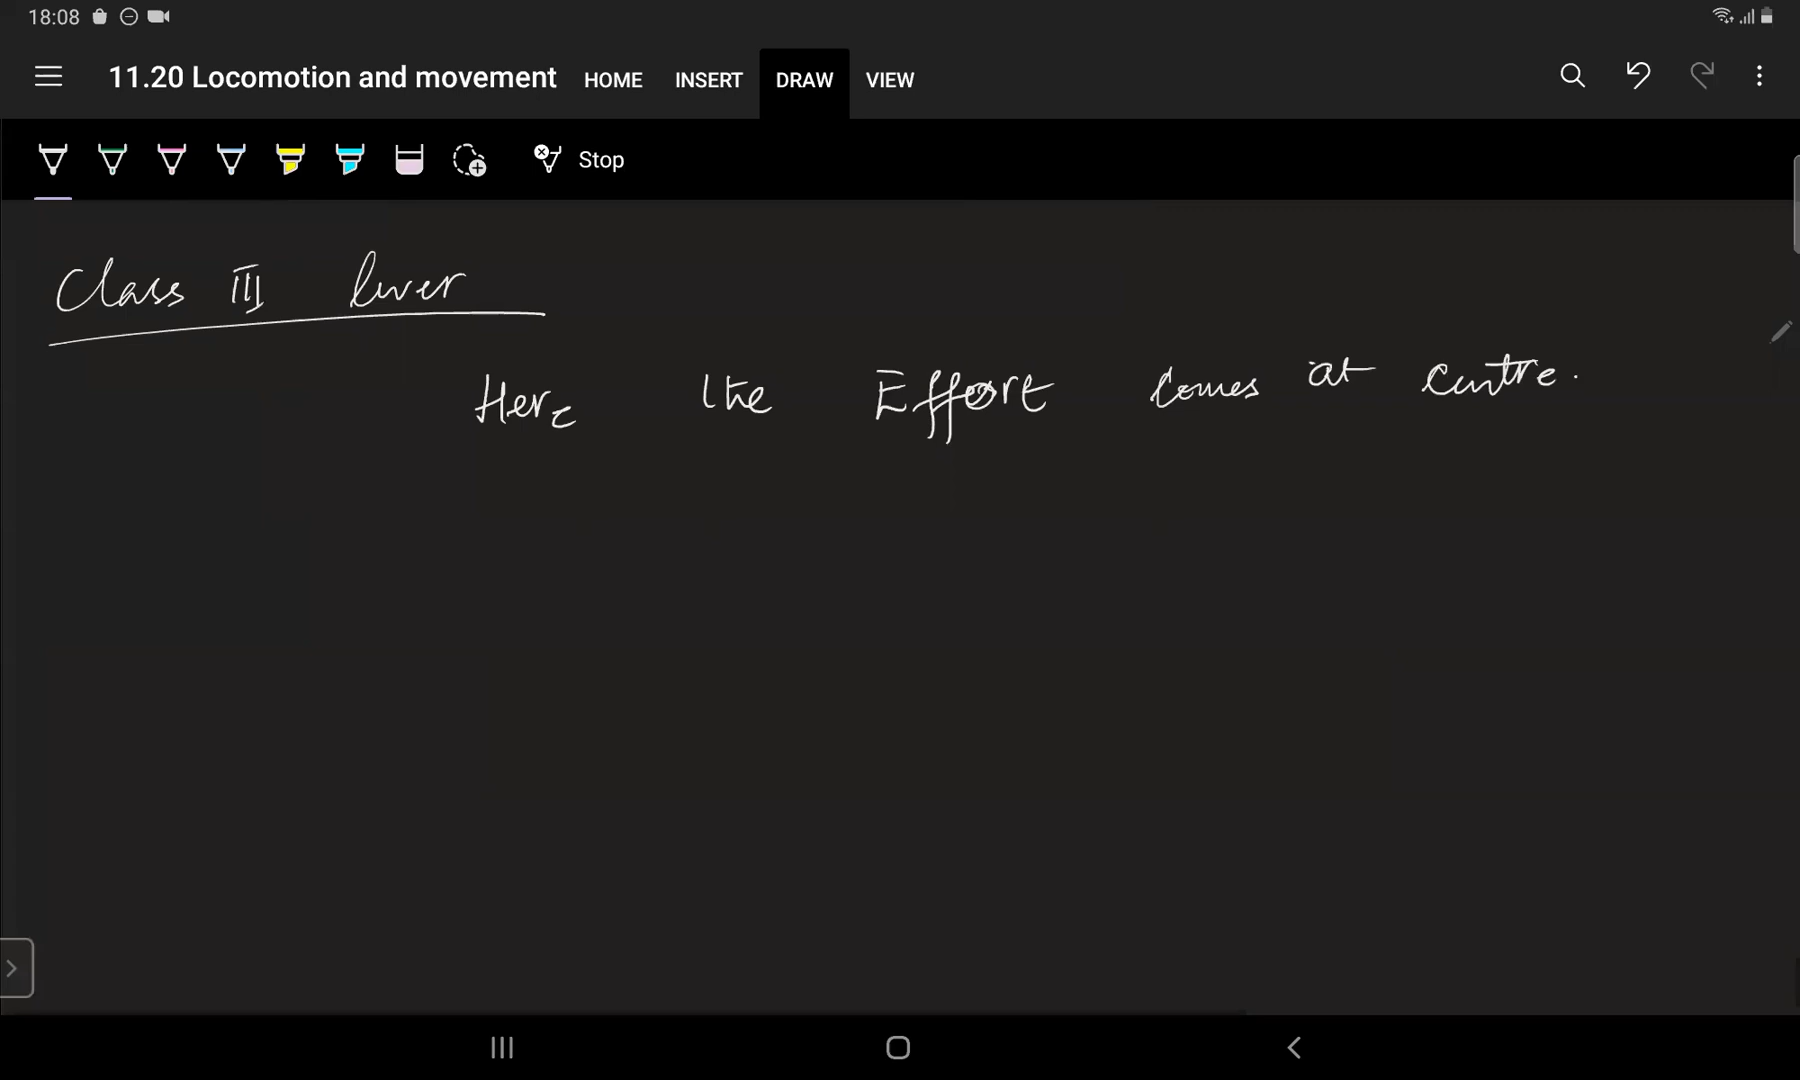 18:08
11.20 Locomotion and movement HOME INSERT DRAW VIEW
Stop
Class III lever
Here the Effort comes at centre.